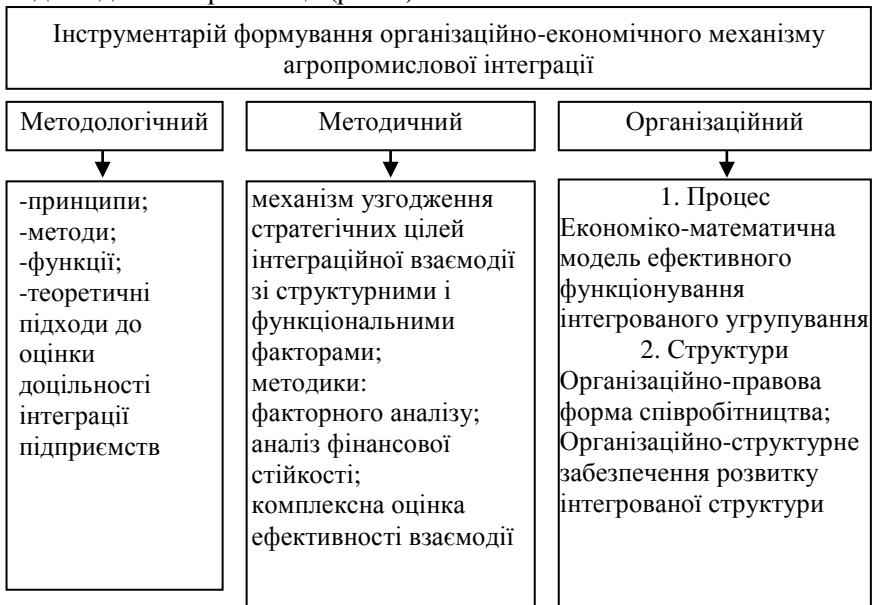 Інструментарій формування організаційно-економічного механізму
агропромислової інтеграції
Методологічний
Методичний
Організаційний
-принципи;
-методи;
-функції;
-теоретичні
підходи до
оцінки
доцільності
інтеграції
підприємств
механізм узгодження
стратегічних цілей
інтеграційної взаємодії
зі структурними і
функціональними
факторами;
методики:
факторного аналізу;
аналіз фінансової
стійкості;
комплексна оцінка
ефективності взаємодії
1. Процес
Економіко-математична
модель ефективного
функціонування
інтегрованого угрупування
2. Структури
Організаційно-правова
форма співробітництва;
Організаційно-структурне
забезпечення розвитку
інтегрованої структури